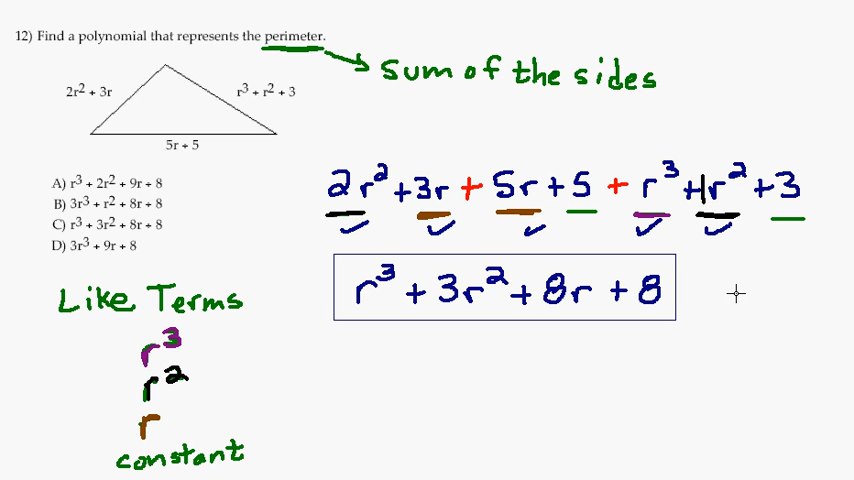 12) Find a polynomial that represents the perimeter.
sum of the sides
2r² + 3r
r³ + r² + 3
5r + 5
2r² + 3r + 5r + 5 + r³ + 1r² + 3
A) r³ + 2r² + 9r + 8
B) 3r³ + r² + 8r + 8
C) r³ + 3r² + 8r + 8
D) 3r³ + 9r + 8
r³ + 3r² + 8r + 8
Like Terms
r³
r²
r
constant